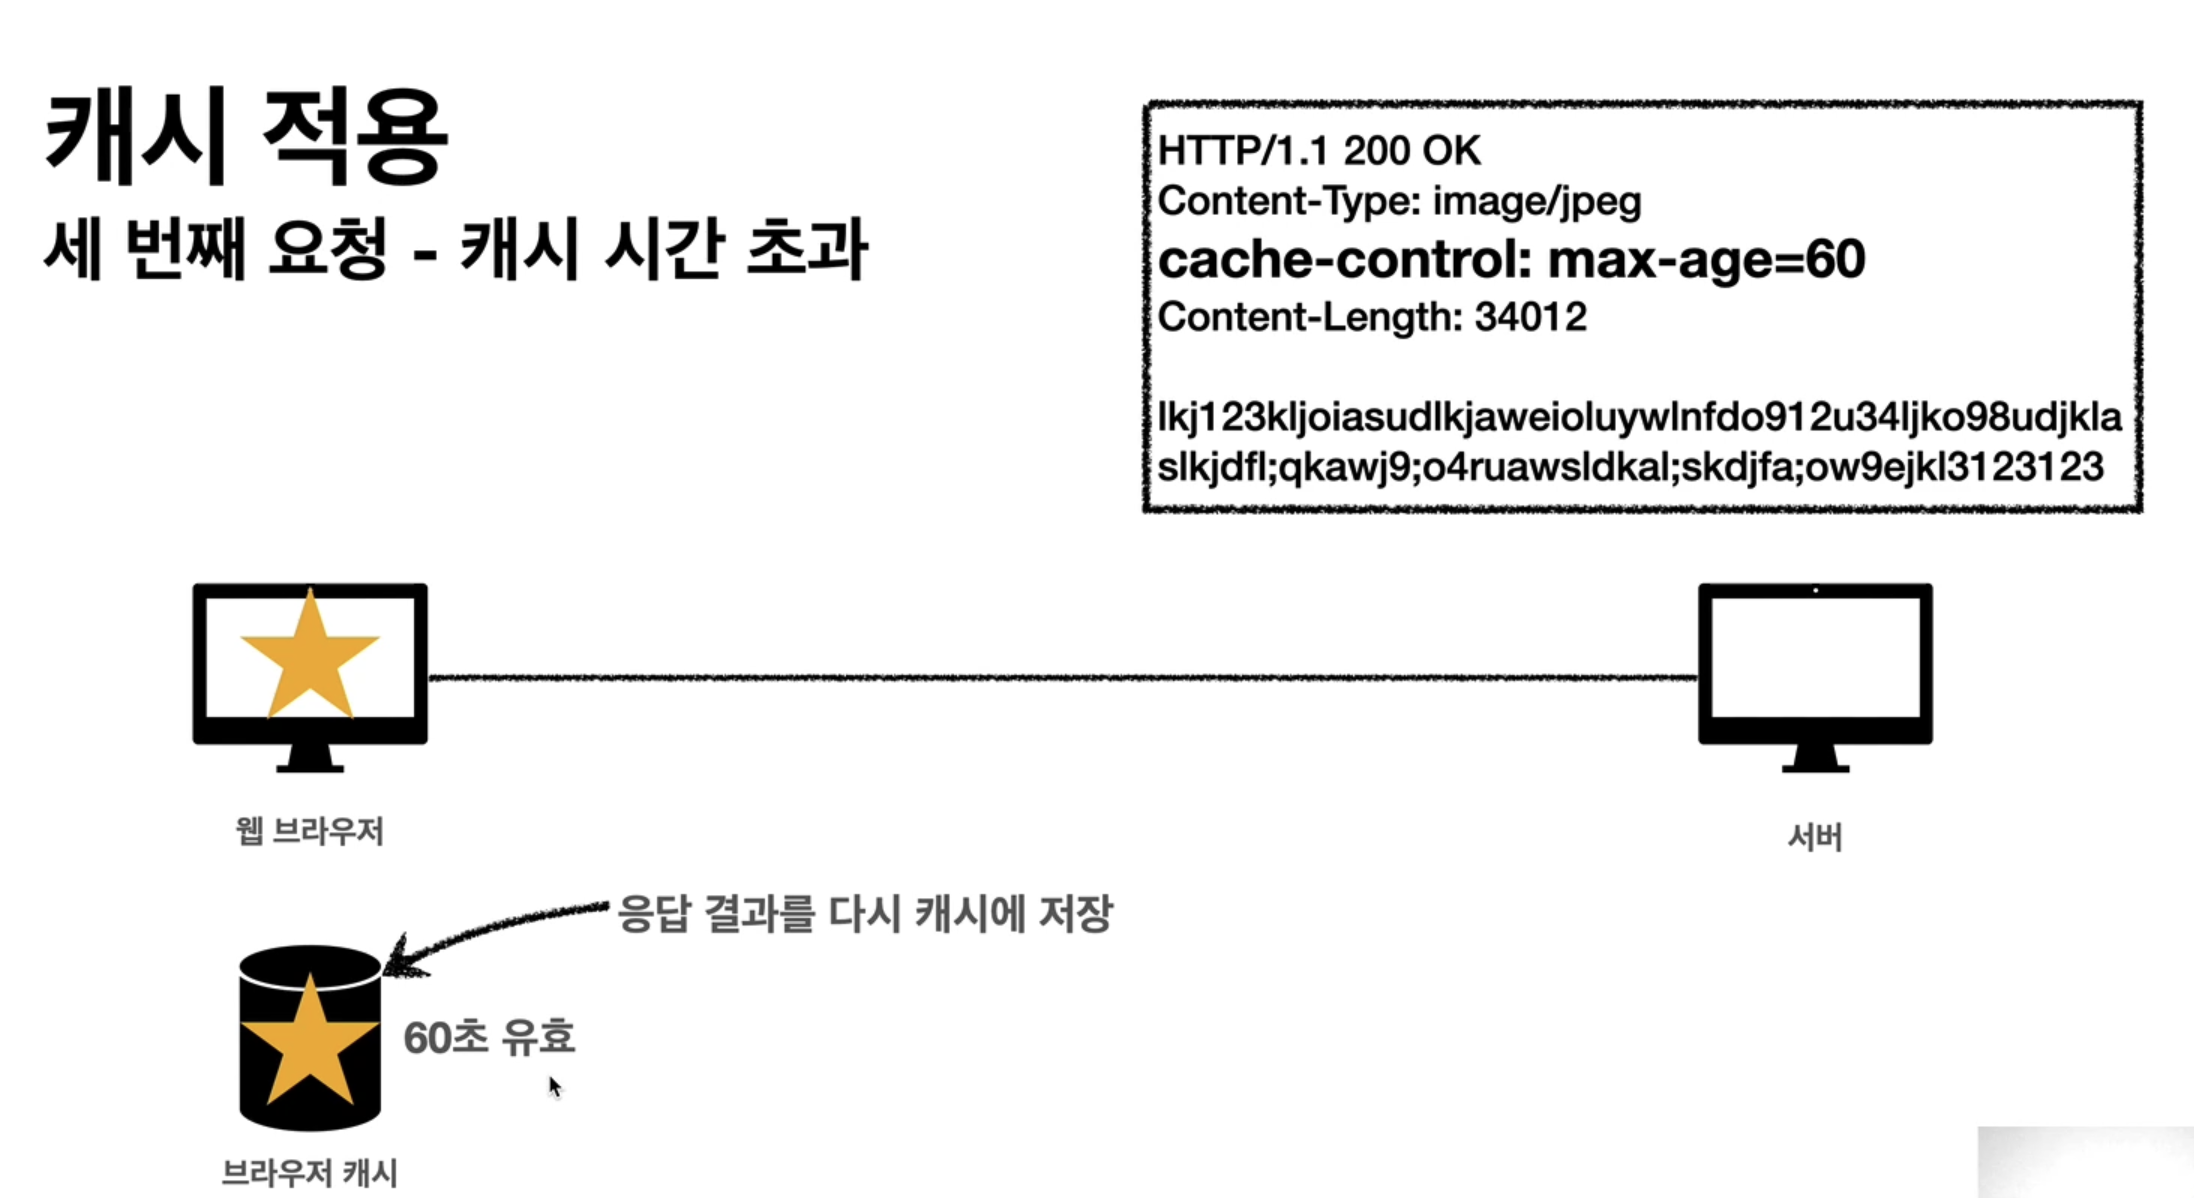 캐시 적용
세 번째 요청 - 캐시 시간 초과
HTTP/1.1 200 OK
Content-Type: image/jpeg
cache-control: max-age=60
Content-Length: 34012
lkj123kljoiasudlkjaweioluywlnfdo912u34ljko98udjkla
slkjdfl;qkawj9;o4ruawsldkal;skdjfa;ow9ejkl3123123
웹 브라우저
서버
응답 결과를 다시 캐시에 저장
60초 유효
브라우저 캐시